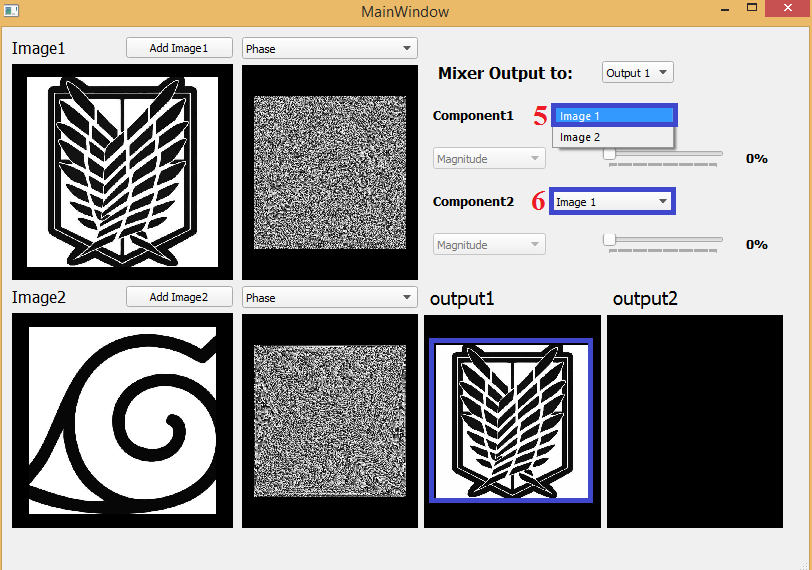 MainWindow
Image1
Add Image1
Phase
Mixer Output to:
Output 1
Component1
5
Image 1
Image 2
Magnitude
0%
Component2
6
Image 1
Magnitude
0%
Image2
Add Image2
Phase
output1
output2